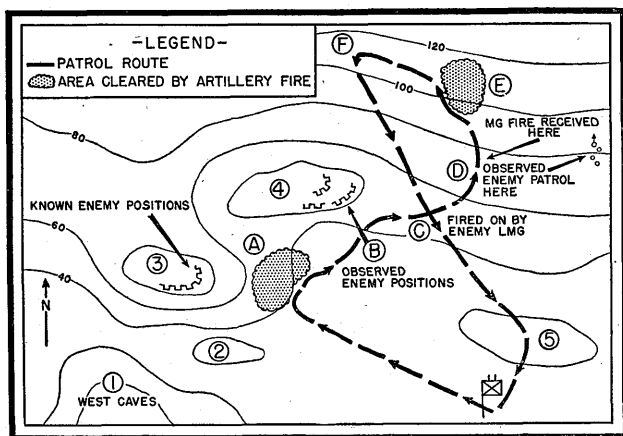 -LEGEND-
PATROL ROUTE
AREA CLEARED BY ARTILLERY FIRE
F
120
100
E
MG FIRE RECEIVED
HERE
80
D
OBSERVED
ENEMY PATROL
HERE
4
KNOWN ENEMY POSITIONS
60
A
C
FIRED ON BY
ENEMY LMG
B
OBSERVED
ENEMY POSITIONS
3
40
N
2
5
1
WEST CAVES